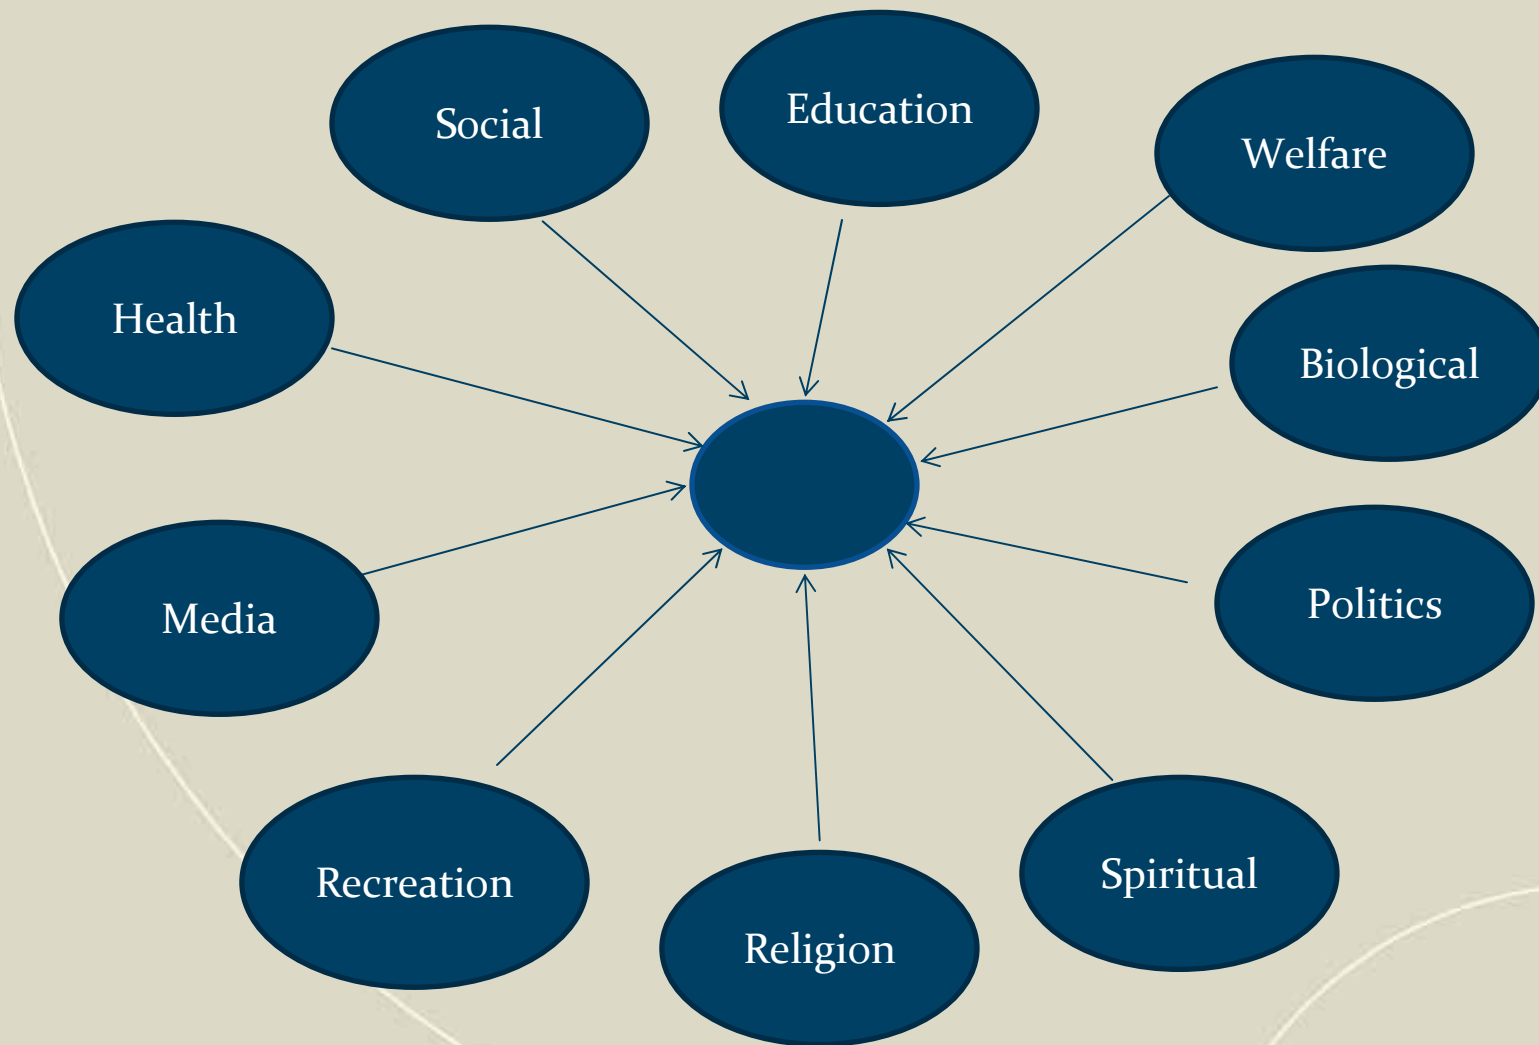 Social
Education
Welfare
Health
Biological
Media
Politics
Recreation
Spiritual
Religion